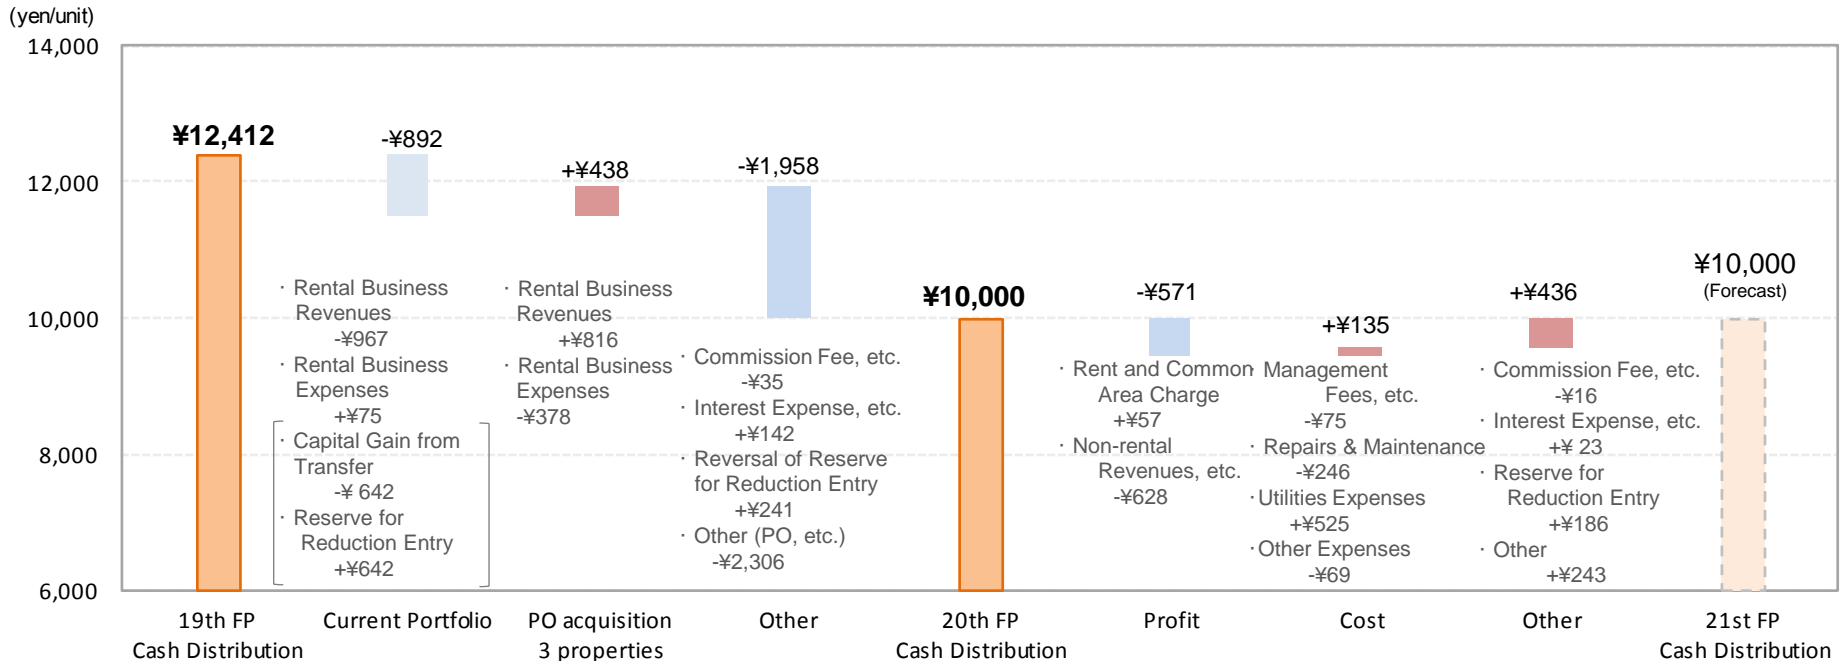 (yen/unit)
14,000
12,000
10,000
8,000
6,000
¥12,412
-¥892
+¥438
-¥1,958
¥10,000
-¥571
+¥135
+¥436
¥10,000
(Forecast)
· Rental Business
Revenues
-¥967
· Rental Business
Expenses
+¥75
· Capital Gain from
Transfer
-¥ 642
· Reserve for
Reduction Entry
+¥642
· Rental Business
Revenues
+¥816
· Rental Business
Expenses
-¥378
· Commission Fee, etc.
-¥35
· Interest Expense, etc.
+¥142
· Reversal of Reserve
for Reduction Entry
+¥241
· Other (PO, etc.)
-¥2,306
· Rent and Common
Area Charge
+¥57
· Non-rental
Revenues, etc.
-¥628
· Management
Fees, etc.
-¥75
· Repairs & Maintenance
-¥246
· Utilities Expenses
+¥525
· Other Expenses
-¥69
· Commission Fee, etc.
-¥16
· Interest Expense, etc.
+¥ 23
· Reserve for
Reduction Entry
+¥186
· Other
+¥243
19th FP
Cash Distribution
Current Portfolio
PO acquisition
3 properties
Other
20th FP
Cash Distribution
Profit
Cost
Other
21st FP
Cash Distribution